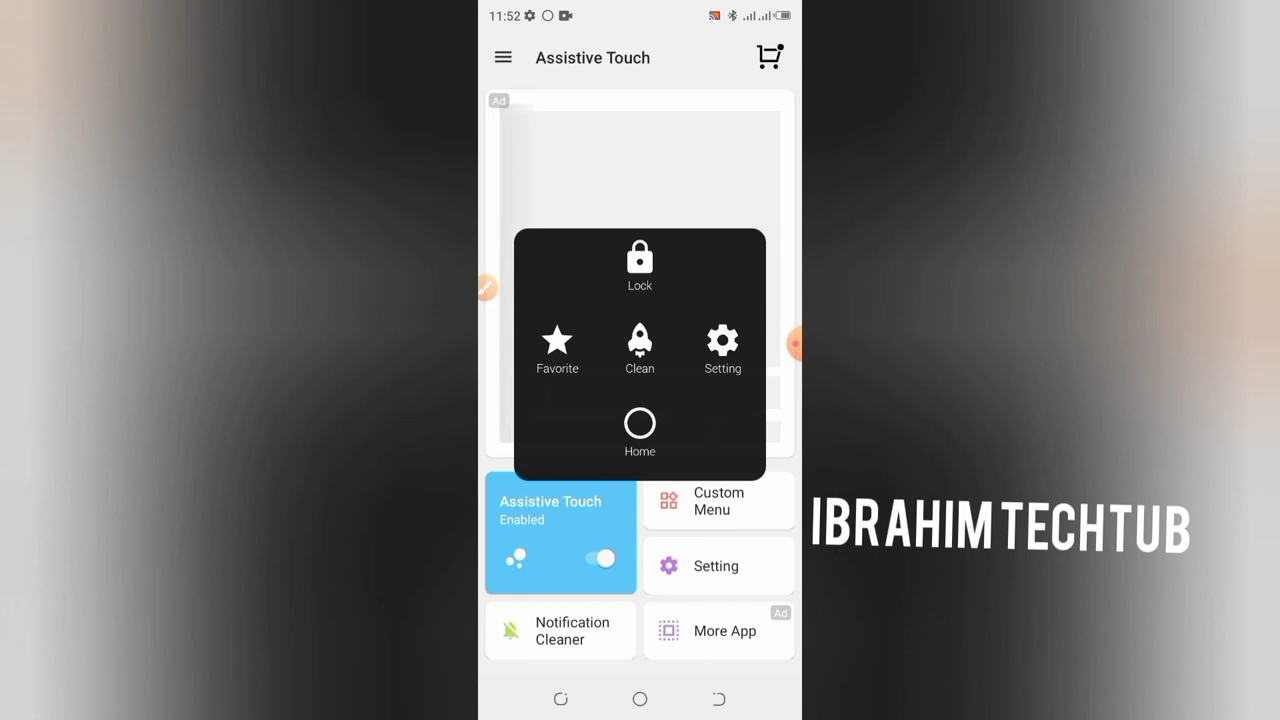 11:52
Assistive Touch
Ad
Lock
Favorite
Clean
Setting
Home
Assistive Touch
Enabled
Custom
Menu
Setting
Notification
Cleaner
Ad
More App
IBRAHIM TECHTUB